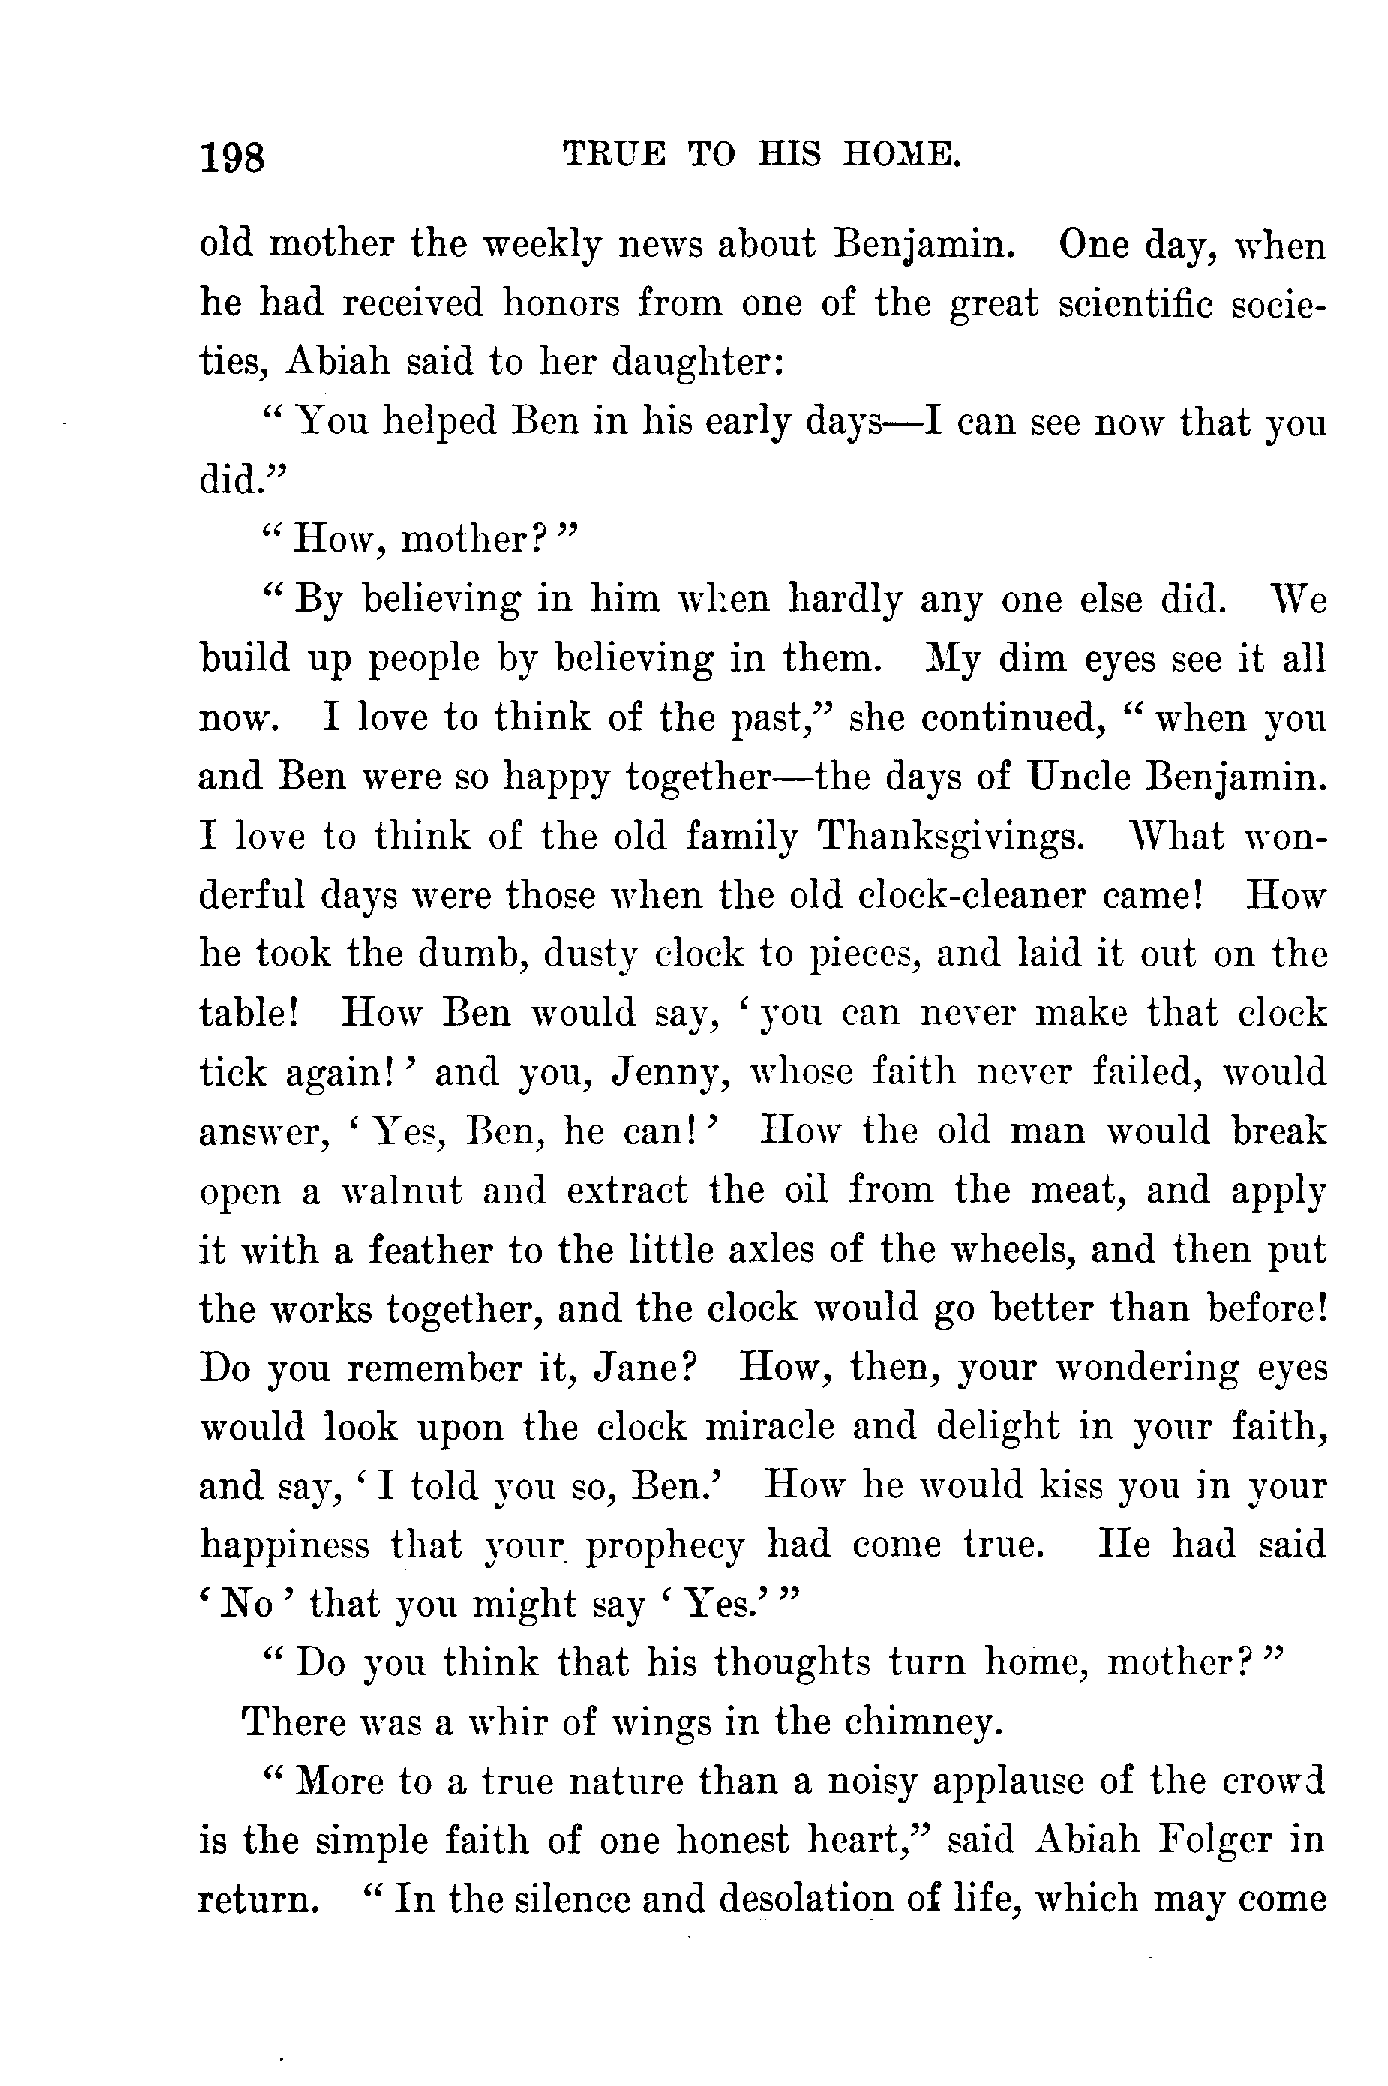 198 TRUE TO HIS HOME.
old mother the weekly news about Benjamin. One day, when
he had received honors from one of the great scientific socie-
ties, Abiah said to her daughter:
“ You helped Ben in his early days—I can see now that you
did.”
“ How, mother? ”
“ By believing in him when hardly any one else did. We
build up people by believing in them. My dim eyes see it all
now. I love to think of the past,” she continued, “ when you
and Ben were so happy together—the days of Uncle Benjamin.
I love to think of the old family Thanksgivings. What won-
derful days were those when the old clock-cleaner came! How
he took the dumb, dusty clock to pieces, and laid it out on the
table! How Ben would say, ‘ you can never make that clock
tick again! ’ and you, Jenny, whose faith never failed, would
answer, ‘ Yes, Ben, he can! ’ How the old man would break
open a walnut and extract the oil from the meat, and apply
it with a feather to the little axles of the wheels, and then put
the works together, and the clock would go better than before!
Do you remember it, Jane? How, then, your wondering eyes
would look upon the clock miracle and delight in your faith,
and say, ‘ I told you so, Ben.’ How he would kiss you in your
happiness that your prophecy had come true. He had said
‘ No ’ that you might say ‘ Yes.’ ”
“ Do you think that his thoughts turn home, mother? ”
There was a whir of wings in the chimney.
“ More to a true nature than a noisy applause of the crowd
is the simple faith of one honest heart,” said Abiah Folger in
return. “ In the silence and desolation of life, which may come